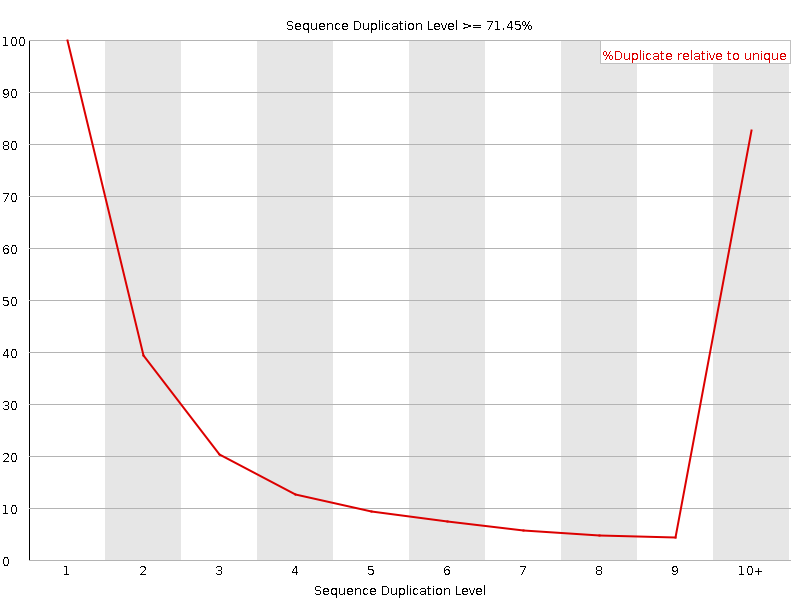 Sequence Duplication Level >= 71.45%
%Duplicate relative to unique
100
90
80
70
60
50
40
30
20
10
0
1 2 3 4 5 6 7 8 9 10+
Sequence Duplication Level